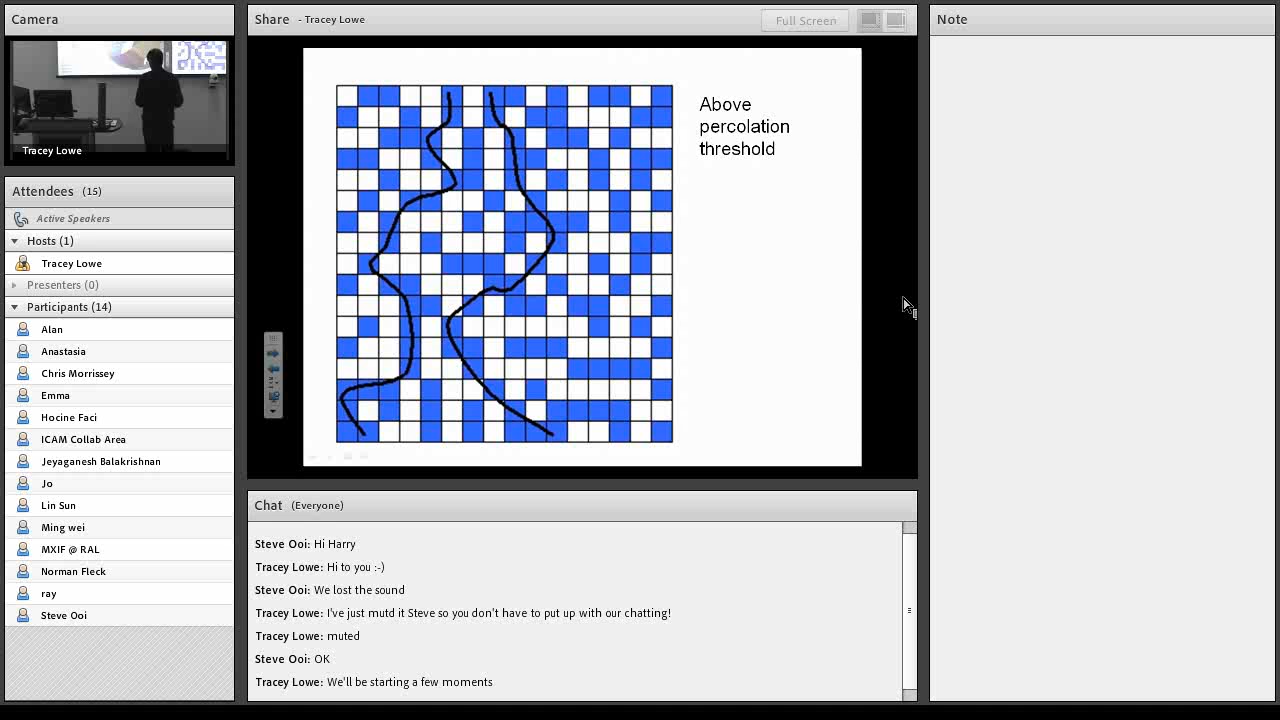 Camera
Tracey Lowe
Attendees (15)
Active Speakers
Hosts (1)
Tracey Lowe
Presenters (0)
Participants (14)
Alan
Anastasia
Chris Morrissey
Emma
Hocine Faci
ICAM Collab Area
Jeyaganesh Balakrishnan
Jo
Lin Sun
Ming wei
MXIF @ RAL
Norman Fleck
ray
Steve Ooi
Share - Tracey Lowe
Full Screen
Above
percolation
threshold
Chat (Everyone)
Steve Ooi: Hi Harry
Tracey Lowe: Hi to you :-)
Steve Ooi: We lost the sound
Tracey Lowe: I've just mutd it Steve so you don't have to put up with our chatting!
Tracey Lowe: muted
Steve Ooi: OK
Tracey Lowe: We'll be starting a few moments
Note